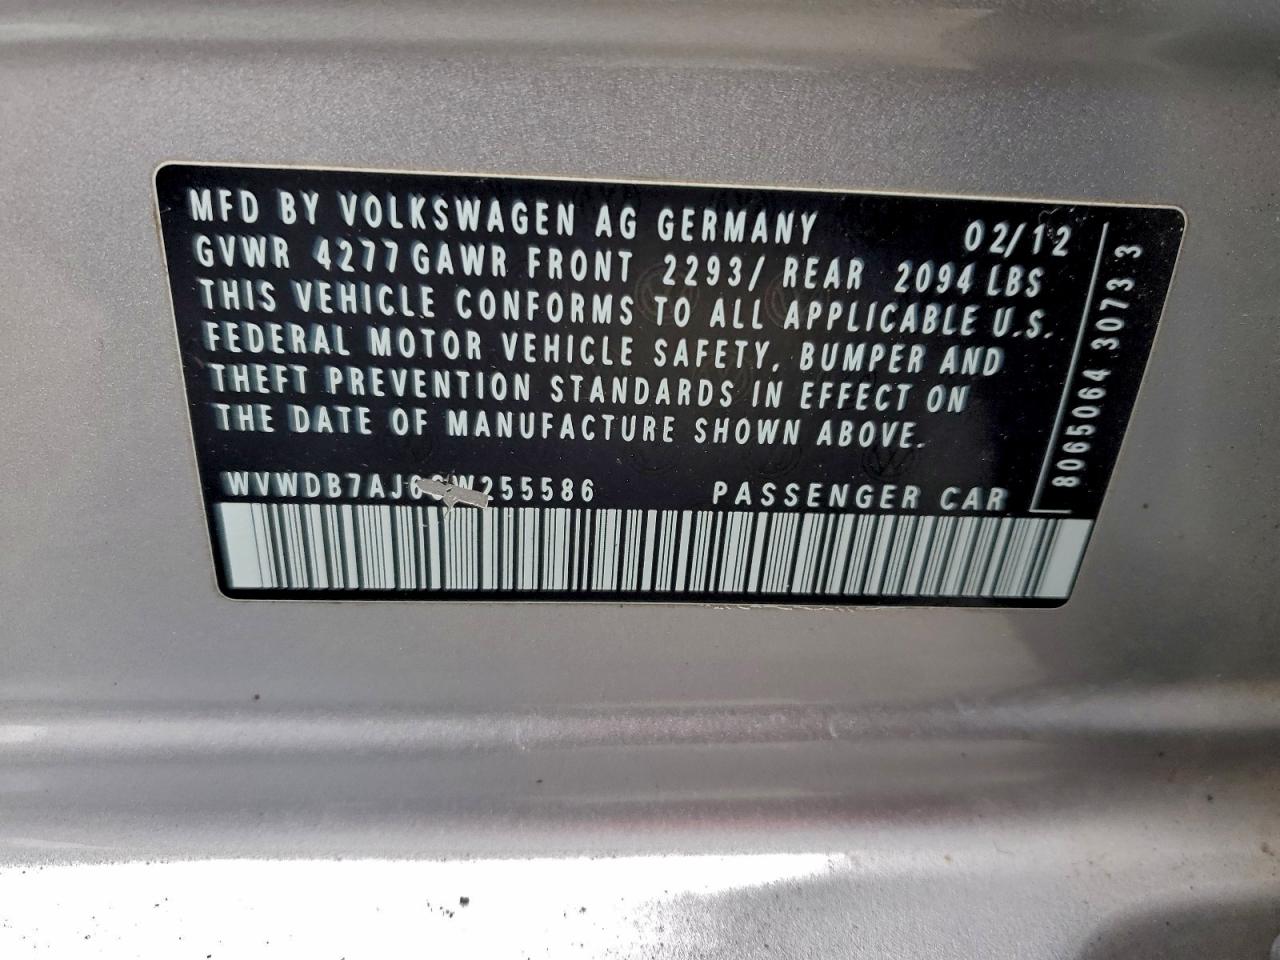 MFD BY VOLKSWAGEN AG GERMANY 02/12
GVWR 4277 GAWR FRONT 2293/ REAR 2094 LBS
THIS VEHICLE CONFORMS TO ALL APPLICABLE U.S.
FEDERAL MOTOR VEHICLE SAFETY, BUMPER AND
THEFT PREVENTION STANDARDS IN EFFECT ON
THE DATE OF MANUFACTURE SHOWN ABOVE.
WVWDB7AJ6CW255586 PASSENGER CAR
8065064 3073 3